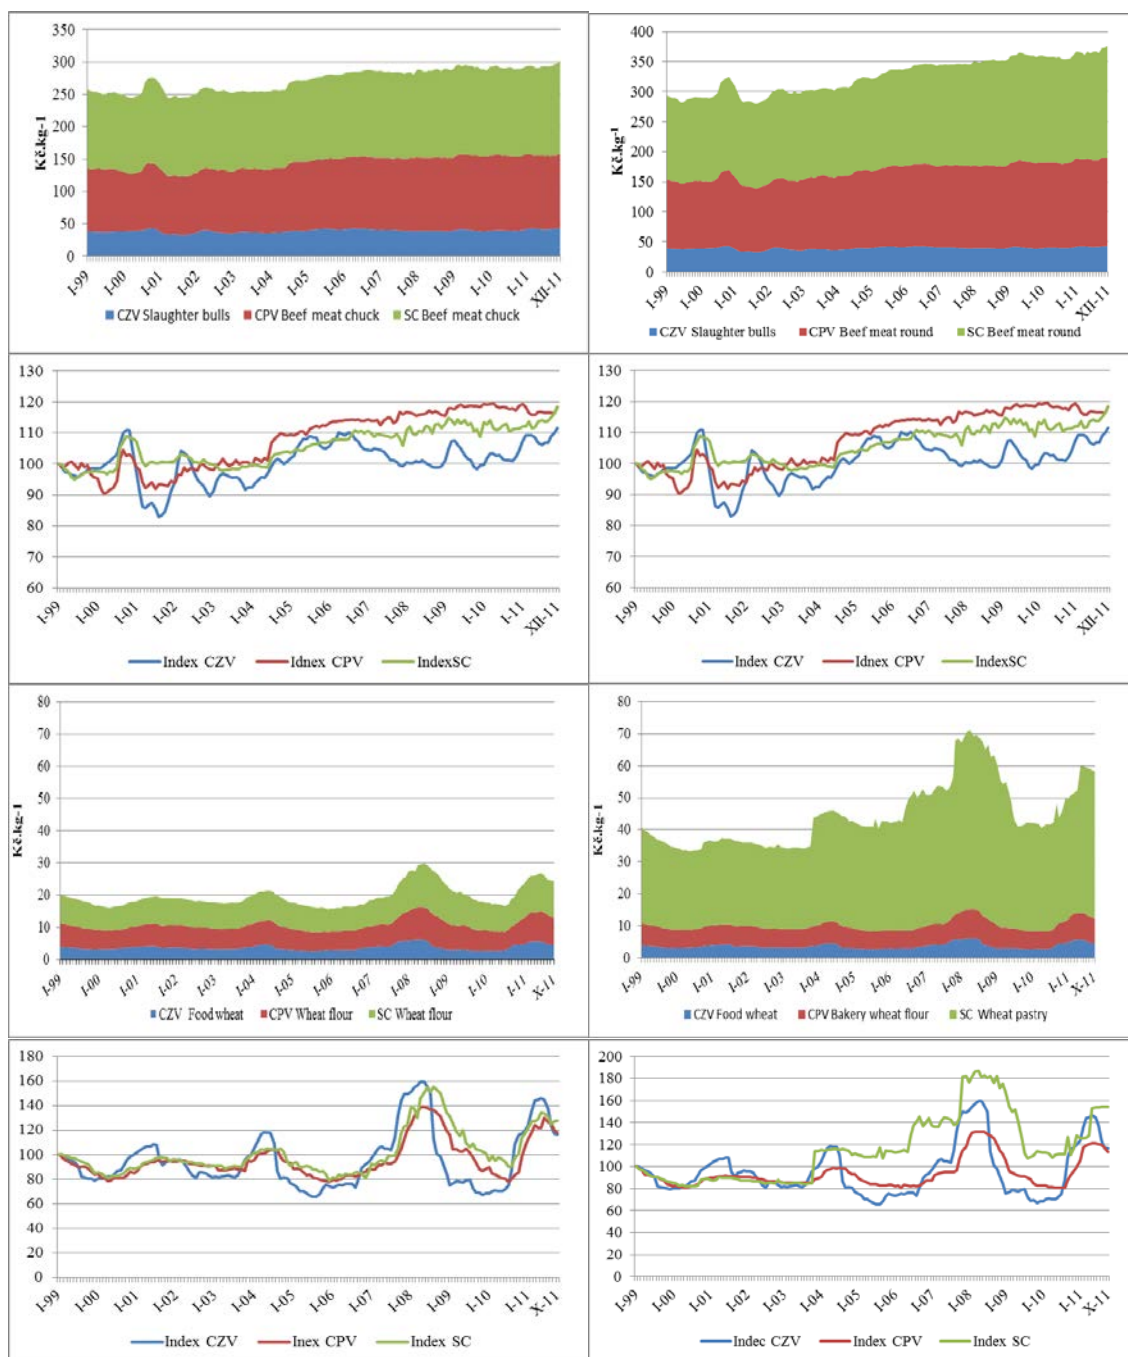 350
300
250
200
150
100
50
0
Kč.kg-1
I-99
I-00
I-01
I-02
I-03
I-04
I-05
I-06
I-07
I-08
I-09
I-10
I-11
XII-11
CZV Slaughter bulls CPV Beef meat chuck SC Beef meat chuck
400
350
300
250
200
150
100
50
0
Kč.kg-1
I-99
I-00
I-01
I-02
I-03
I-04
I-05
I-06
I-07
I-08
I-09
I-10
I-11
XII-11
CZV Slaughter bulls CPV Beef meat round SC Beef meat round
130
120
110
100
90
80
70
60
I-99
I-00
I-01
I-02
I-03
I-04
I-05
I-06
I-07
I-08
I-09
I-10
I-11
XII-11
Index CZV Idnex CPV IndexSC
130
120
110
100
90
80
70
60
I-99
I-00
I-01
I-02
I-03
I-04
I-05
I-06
I-07
I-08
I-09
I-10
I-11
XII-11
Index CZV Idnex CPV IndexSC
80
70
60
50
40
30
20
10
0
Kč.kg-1
I-99
I-00
I-01
I-02
I-03
I-04
I-05
I-06
I-07
I-08
I-09
I-10
I-11
X-11
CZV Food wheat CPV Wheat flour SC Wheat flour
80
70
60
50
40
30
20
10
0
Kč.kg-1
I-99
I-00
I-01
I-02
I-03
I-04
I-05
I-06
I-07
I-08
I-09
I-10
I-11
X-11
CZV Food wheat CPV Bakery wheat flour SC Wheat pastry
180
160
140
120
100
80
60
40
20
0
I-99
I-00
I-01
I-02
I-03
I-04
I-05
I-06
I-07
I-08
I-09
I-10
I-11
X-11
Index CZV Inex CPV Index SC
200
180
160
140
120
100
80
60
40
20
0
I-99
I-00
I-01
I-02
I-03
I-04
I-05
I-06
I-07
I-08
I-09
I-10
I-11
X-11
Indec CZV Index CPV Index SC